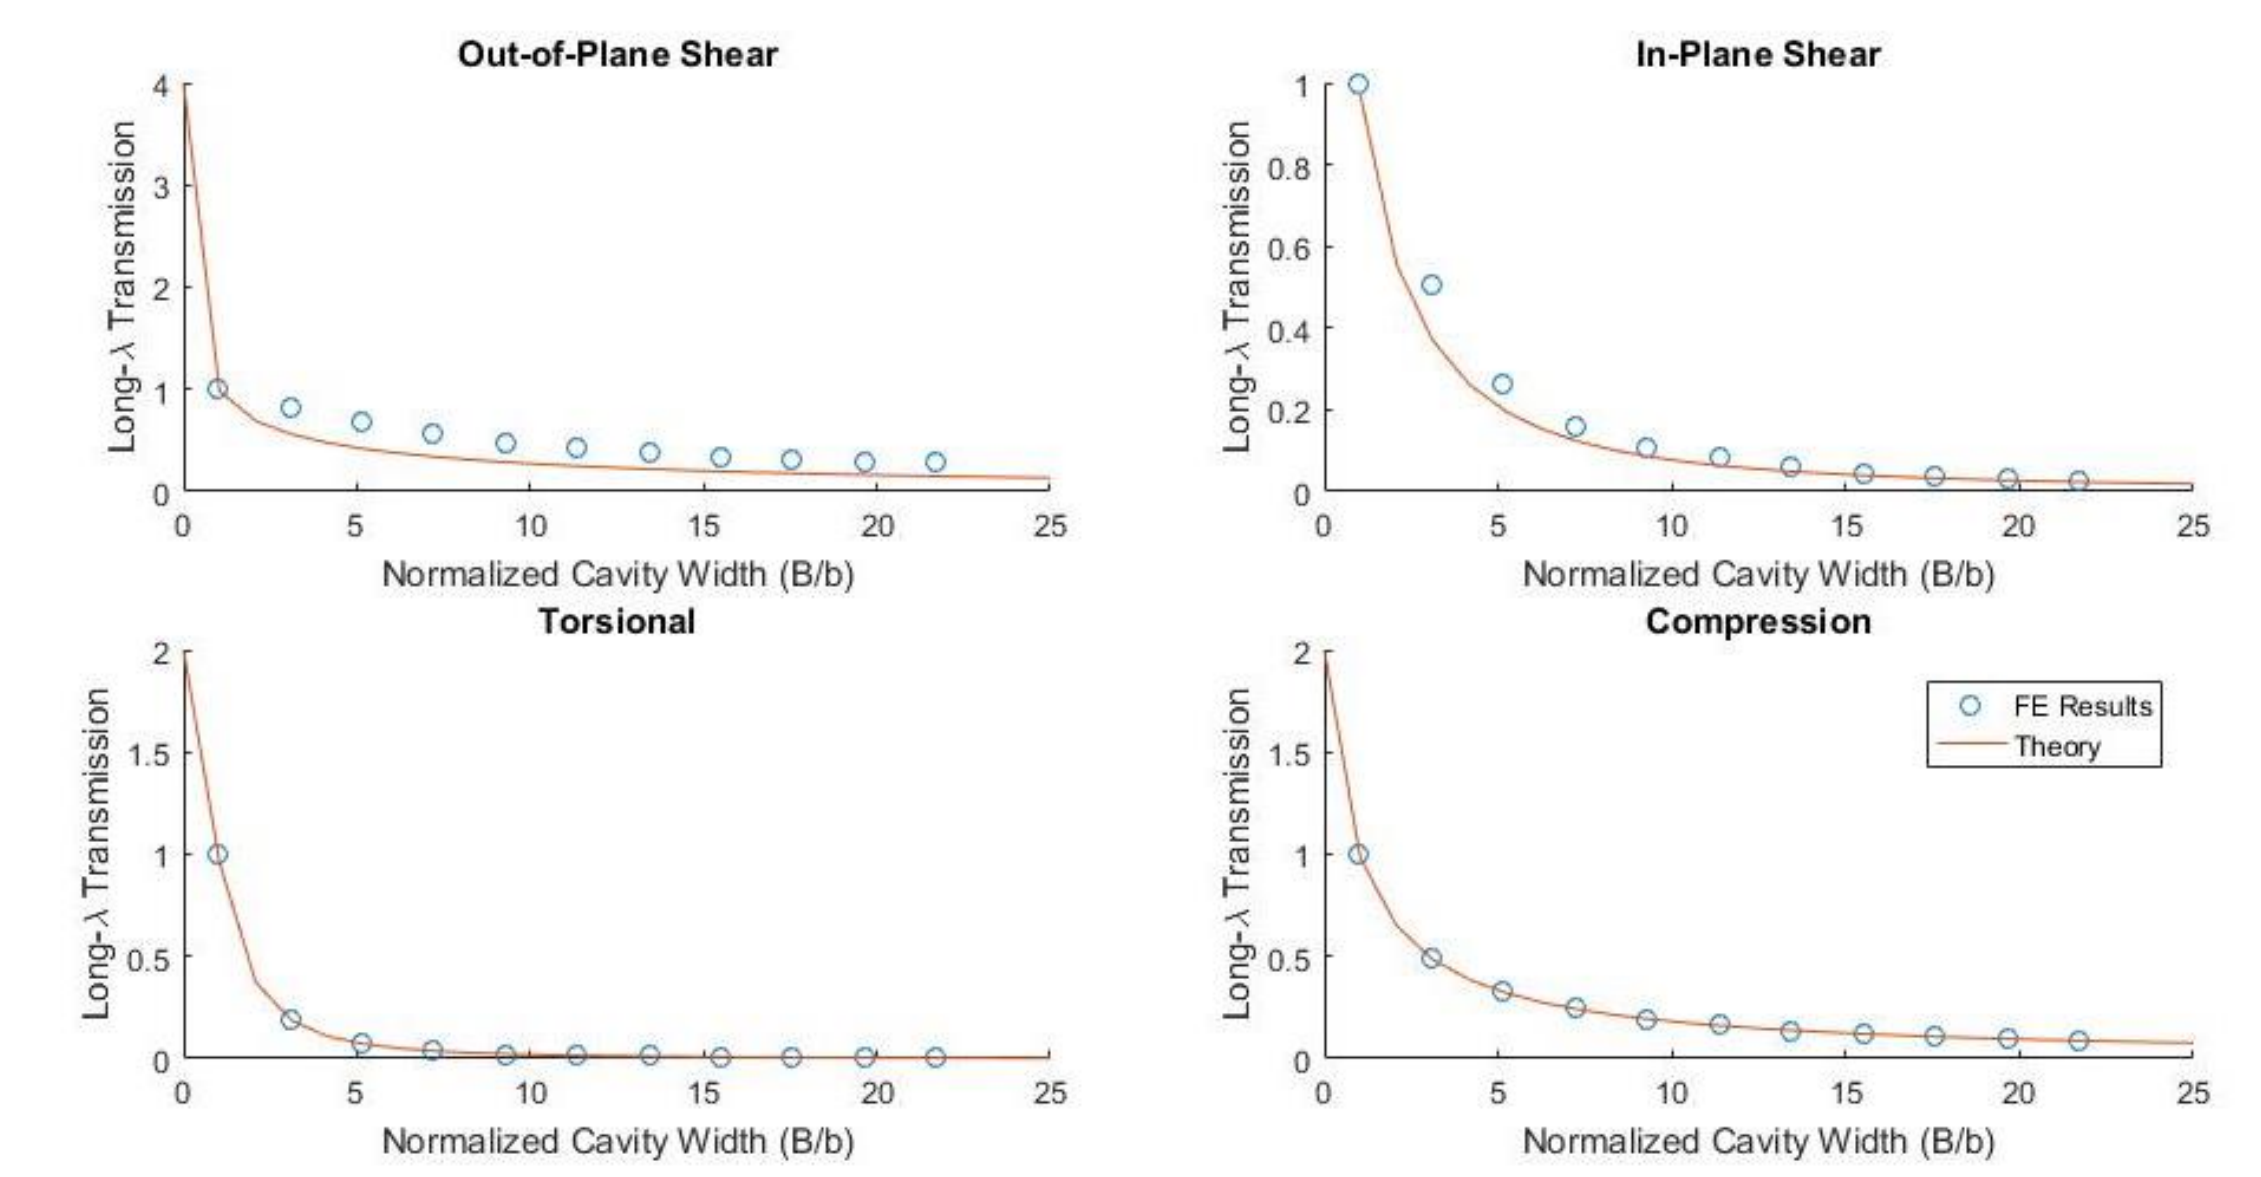 Out-of-Plane Shear
4
3
2
1
0
Long-λ Transmission
0 5 10 15 20 25
Normalized Cavity Width (B/b)
In-Plane Shear
1
0.8
0.6
0.4
0.2
0
Long-λ Transmission
0 5 10 15 20 25
Normalized Cavity Width (B/b)
Torsional
2
1.5
1
0.5
0
Long-λ Transmission
0 5 10 15 20 25
Normalized Cavity Width (B/b)
Compression
2
1.5
1
0.5
0
Long-λ Transmission
FE Results
Theory
0 5 10 15 20 25
Normalized Cavity Width (B/b)